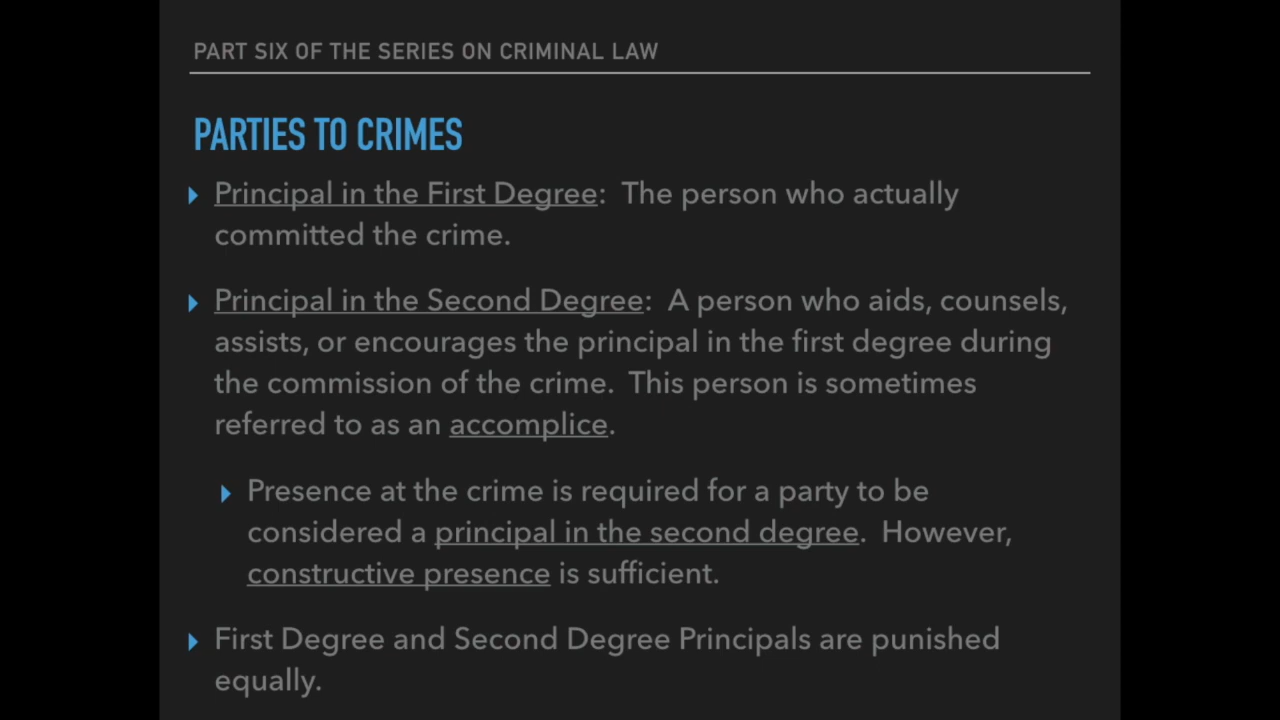 PART SIX OF THE SERIES ON CRIMINAL LAW
PARTIES TO CRIMES
Principal in the First Degree:  The person who actually
committed the crime.
Principal in the Second Degree:  A person who aids, counsels,
assists, or encourages the principal in the first degree during
the commission of the crime.  This person is sometimes
referred to as an accomplice.
Presence at the crime is required for a party to be
considered a principal in the second degree.  However,
constructive presence is sufficient.
First Degree and Second Degree Principals are punished
equally.